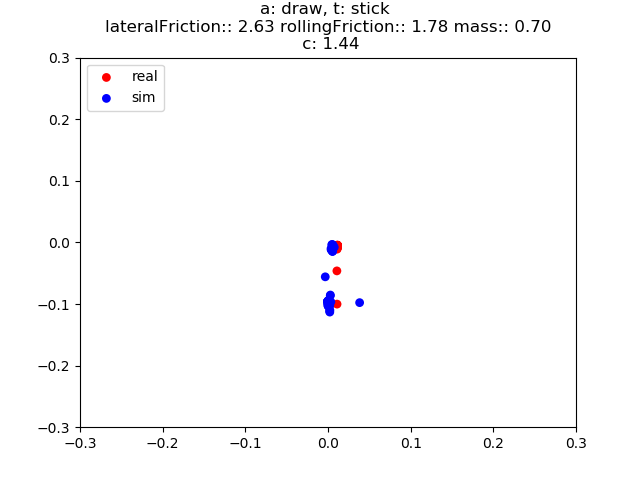 a: draw, t: stick
lateralFriction:: 2.63 rollingFriction:: 1.78 mass:: 0.70
c: 1.44
real
sim
0.3
0.2
0.1
0.0
−0.1
−0.2
−0.3
−0.3 −0.2 −0.1 0.0 0.1 0.2 0.3